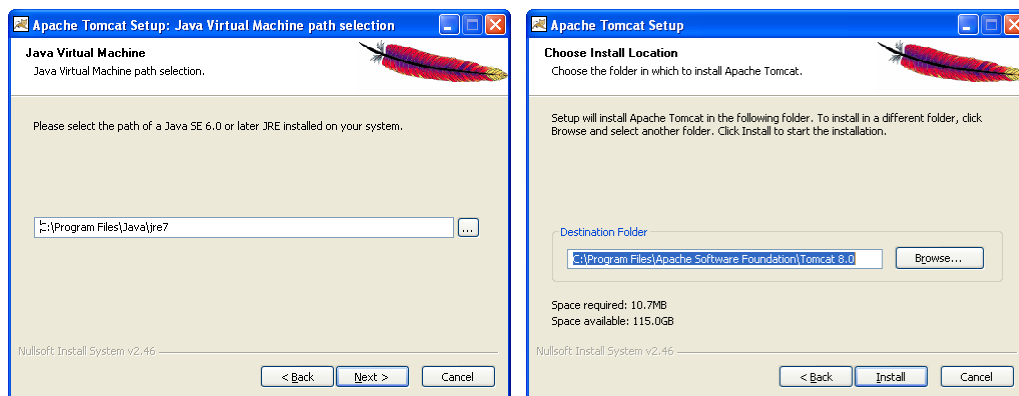 Apache Tomcat Setup: Java Virtual Machine path selection
Java Virtual Machine
Java Virtual Machine path selection.
Please select the path of a Java SE 6.0 or later JRE installed on your system.
C:\Program Files\Java\jre7
...
Nullsoft Install System v2.46
< Back
Next >
Cancel
Apache Tomcat Setup
Choose Install Location
Choose the folder in which to install Apache Tomcat.
Setup will install Apache Tomcat in the following folder. To install in a different folder, click
Browse and select another folder. Click Install to start the installation.
Destination Folder
C:\Program Files\Apache Software Foundation\Tomcat 8.0
Browse...
Space required: 10.7MB
Space available: 115.0GB
Nullsoft Install System v2.46
< Back
Install
Cancel